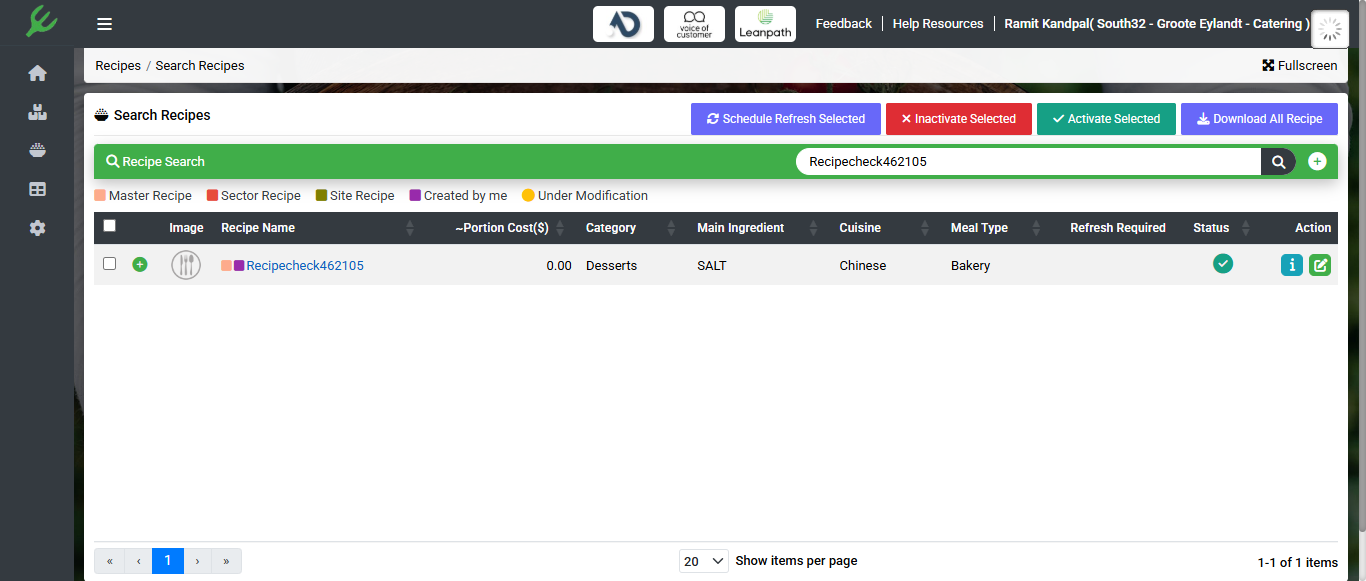 voice of customer
Leanpath
Feedback
Help Resources
Ramit Kandpal( South32 - Groote Eylandt - Catering )
Recipes / Search Recipes
Fullscreen
Search Recipes
Schedule Refresh Selected
Inactivate Selected
Activate Selected
Download All Recipe
Recipe Search
Recipecheck462105
Master Recipe
Sector Recipe
Site Recipe
Created by me
Under Modification
Image Recipe Name ~Portion Cost($) Category Main Ingredient Cuisine Meal Type Refresh Required Status Action
Recipecheck462105 0.00 Desserts SALT Chinese Bakery
« ‹ 1 › »
20 Show items per page
1-1 of 1 items